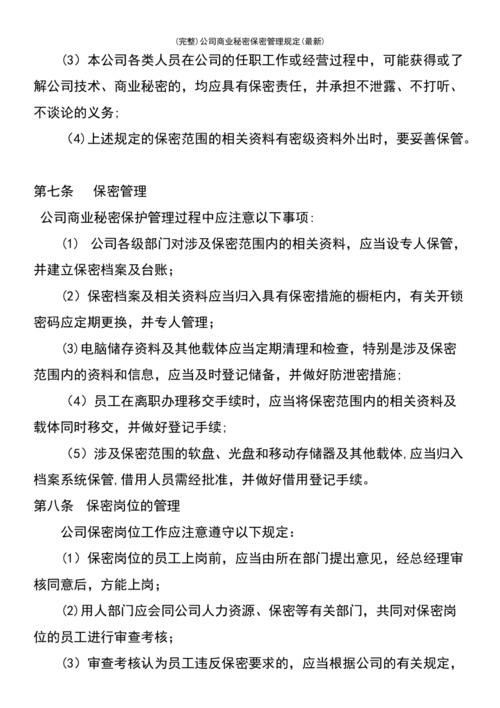 (完整)公司商业秘密保密管理规定(最新)
(3) 本公司各类人员在公司的任职工作或经营过程中，可能获得或了
解公司技术、商业秘密的，均应具有保密责任，并承担不泄露、不打听、
不谈论的义务;
(4)上述规定的保密范围的相关资料有密级资料外出时，要妥善保管。
第七条 保密管理
公司商业秘密保护管理过程中应注意以下事项:
(1) 公司各级部门对涉及保密范围内的相关资料，应当设专人保管，
并建立保密档案及台账；
(2) 保密档案及相关资料应当归入具有保密措施的橱柜内，有关开锁
密码应定期更换，并专人管理；
(3)电脑储存资料及其他载体应当定期清理和检查，特别是涉及保密
范围内的资料和信息，应当及时登记储备，并做好防泄密措施;
(4) 员工在离职办理移交手续时，应当将保密范围内的相关资料及
载体同时移交，并做好登记手续;
(5) 涉及保密范围的软盘、光盘和移动存储器及其他载体,应当归入
档案系统保管,借用人员需经批准，并做好借用登记手续。
第八条 保密岗位的管理
公司保密岗位工作应注意遵守以下规定：
(1) 保密岗位的员工上岗前，应当由所在部门提出意见，经总经理审
核同意后，方能上岗；
(2)用人部门应会同公司人力资源、保密等有关部门，共同对保密岗
位的员工进行审查考核；
(3) 审查考核认为员工违反保密要求的，应当根据公司的有关规定，